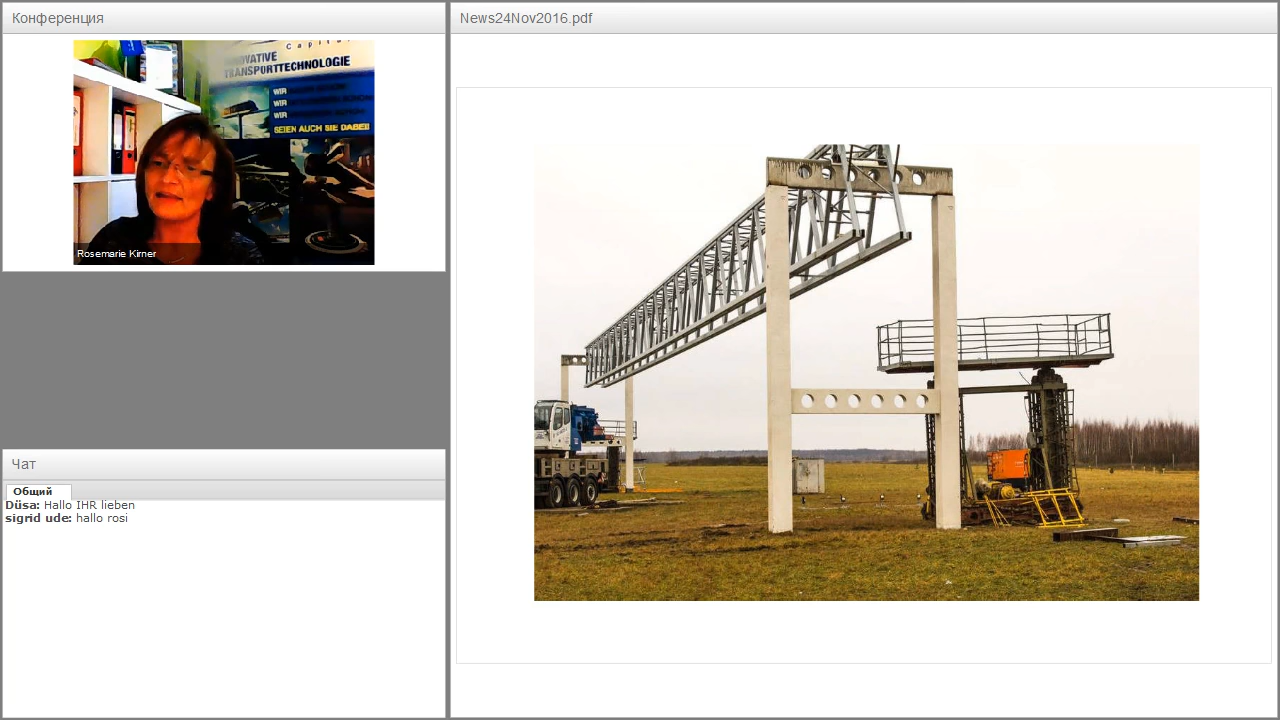 Конференция
Capital
INNOVATIVE
TRANSPORTTECHNOLOGIE
WIR
WIR
WIR
SEIEN AUCH SIE DABEI!
Rosemarie Kirner
Чат
Общий
Düsa: Hallo IHR lieben
sigrid ude: hallo rosi
News24Nov2016.pdf